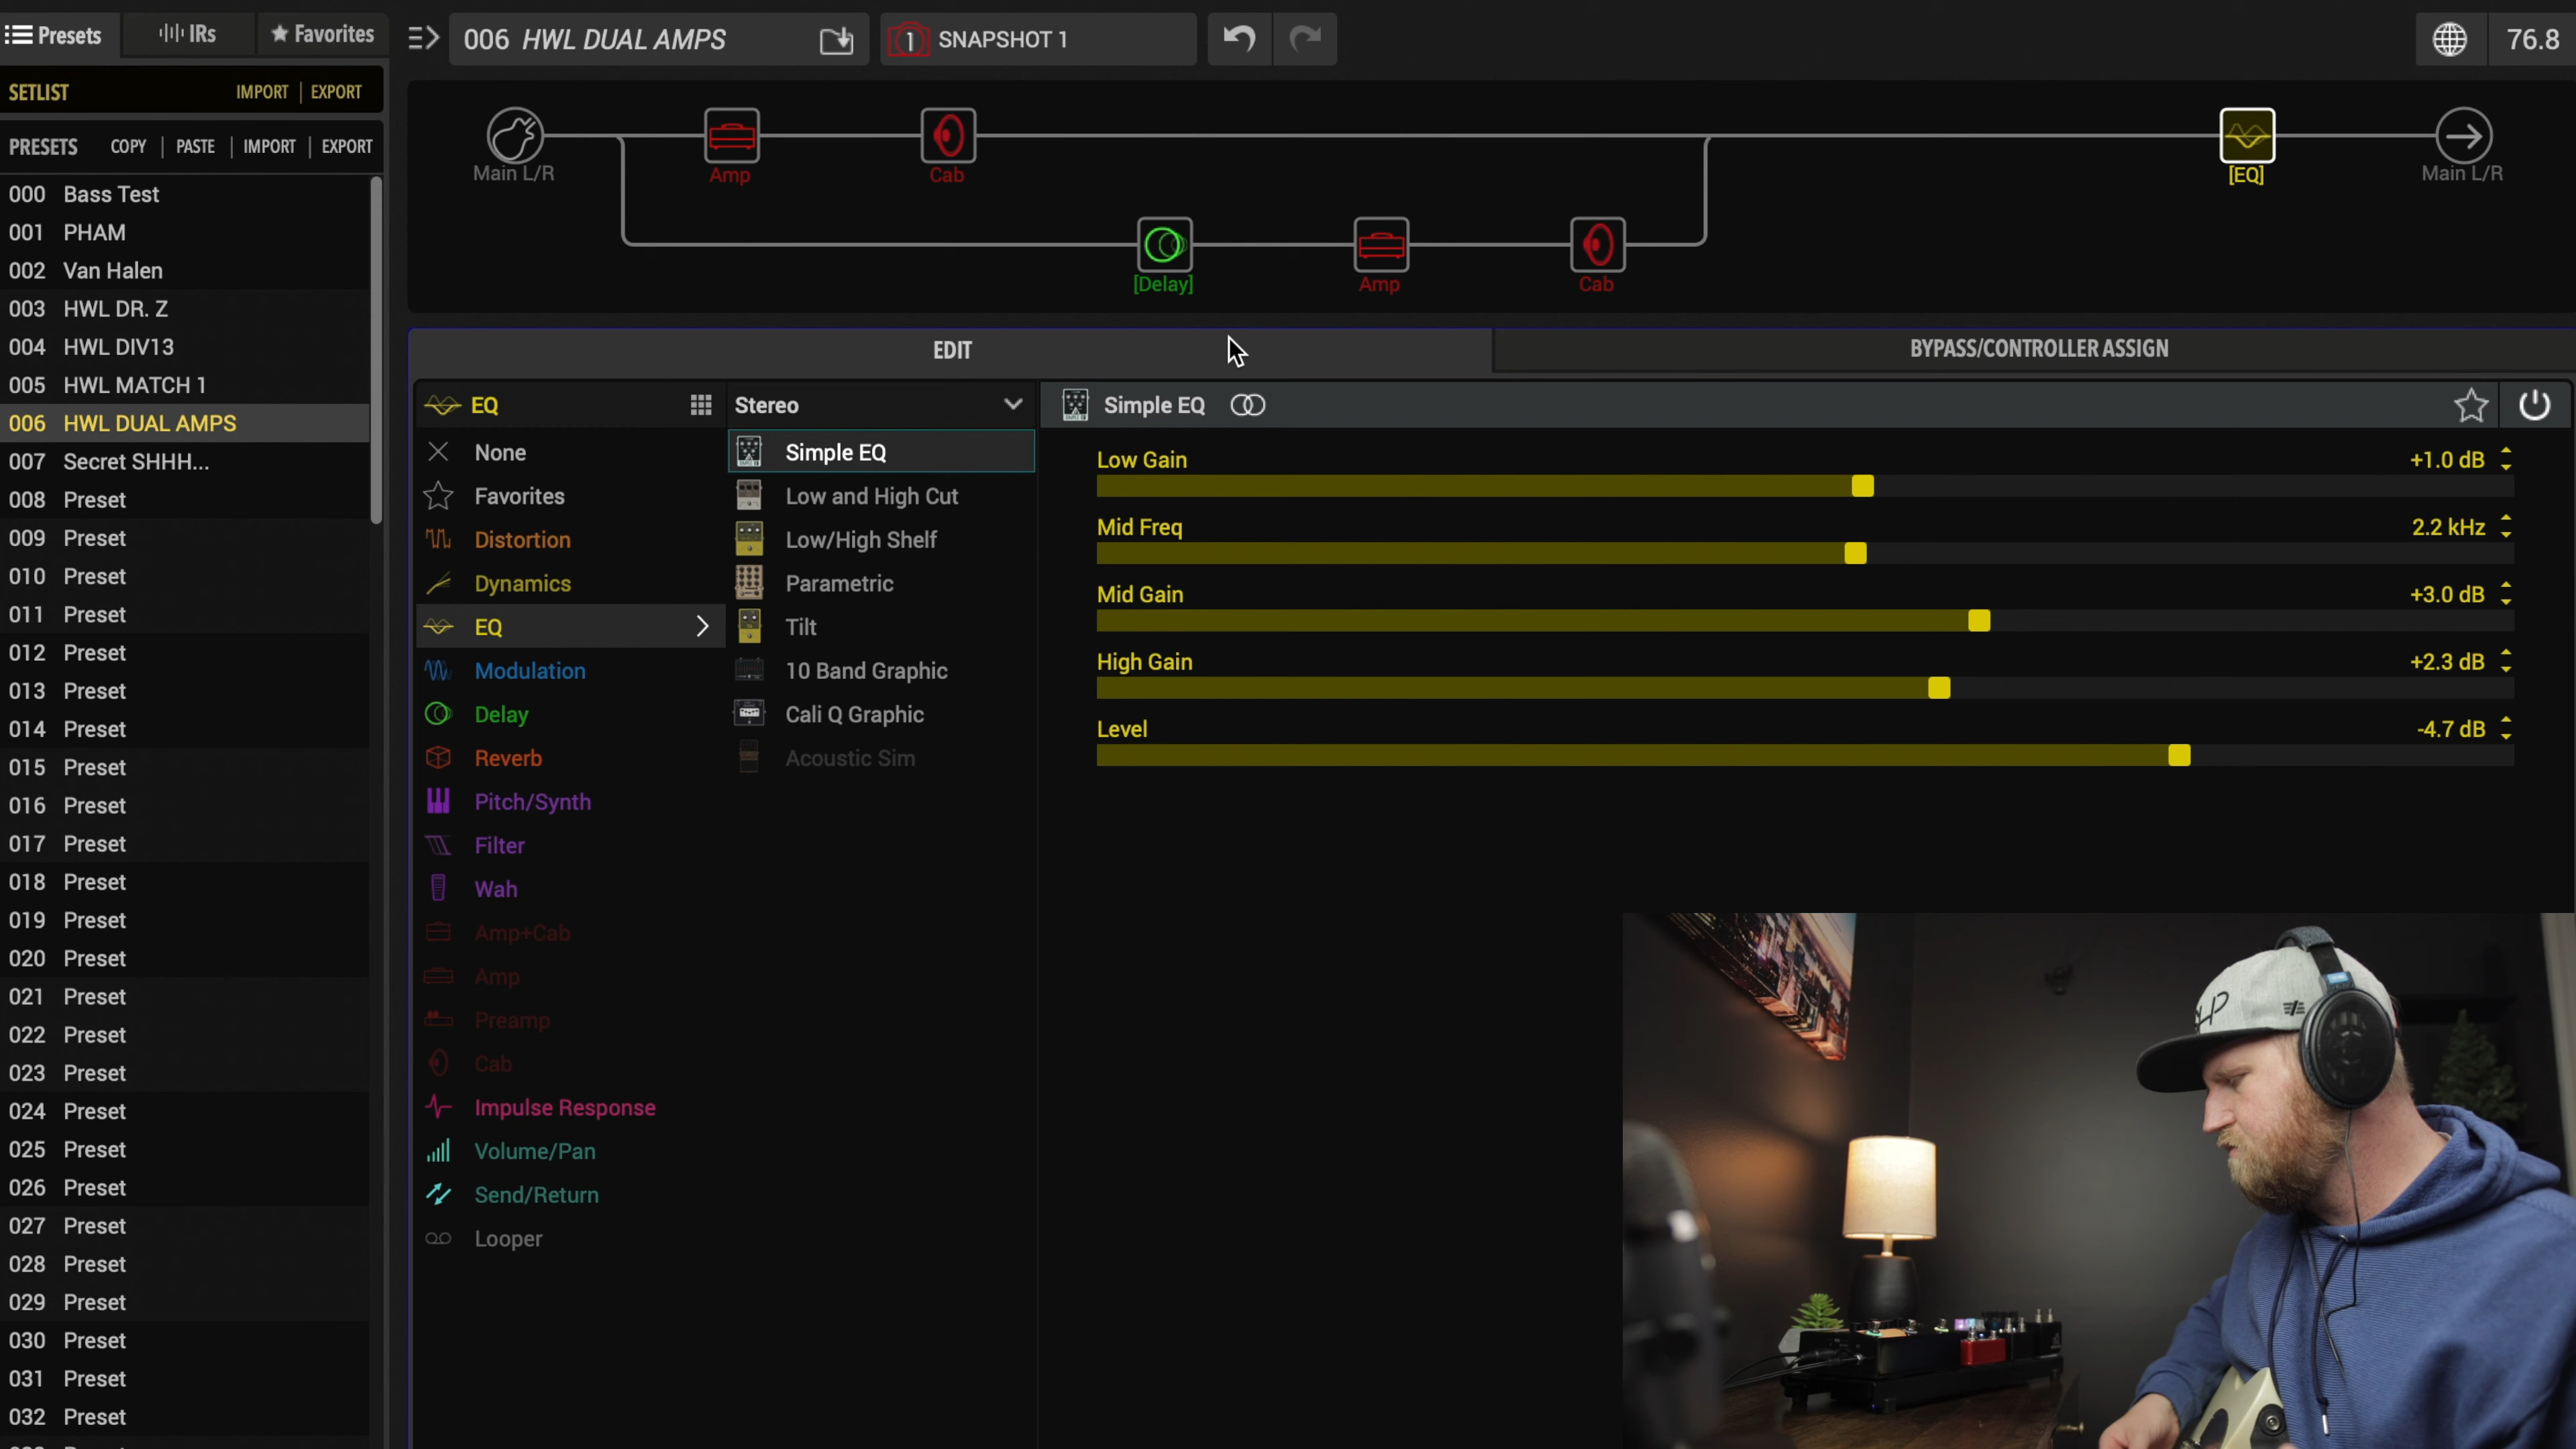 Presets IRs Favorites
006 HWL DUAL AMPS 1 SNAPSHOT 1 76.8
SETLIST IMPORT | EXPORT
PRESETS COPY | PASTE | IMPORT | EXPORT
000 Bass Test
001 PHAM
002 Van Halen
003 HWL DR. Z
004 HWL DIV13
005 HWL MATCH 1
006 HWL DUAL AMPS
007 Secret SHHH...
008 Preset
009 Preset
010 Preset
011 Preset
012 Preset
013 Preset
014 Preset
015 Preset
016 Preset
017 Preset
018 Preset
019 Preset
020 Preset
021 Preset
022 Preset
023 Preset
024 Preset
025 Preset
026 Preset
027 Preset
028 Preset
029 Preset
030 Preset
031 Preset
032 Preset
Main L/R Amp Cab [EQ] Main L/R
[Delay] Amp Cab
EDIT BYPASS/CONTROLLER ASSIGN
EQ
None
Favorites
Distortion
Dynamics
EQ
Modulation
Delay
Reverb
Pitch/Synth
Filter
Wah
Amp+Cab
Amp
Preamp
Cab
Impulse Response
Volume/Pan
Send/Return
Looper
Stereo
Simple EQ
Low and High Cut
Low/High Shelf
Parametric
Tilt
10 Band Graphic
Cali Q Graphic
Acoustic Sim
Simple EQ
Low Gain +1.0 dB
Mid Freq 2.2 kHz
Mid Gain +3.0 dB
High Gain +2.3 dB
Level -4.7 dB